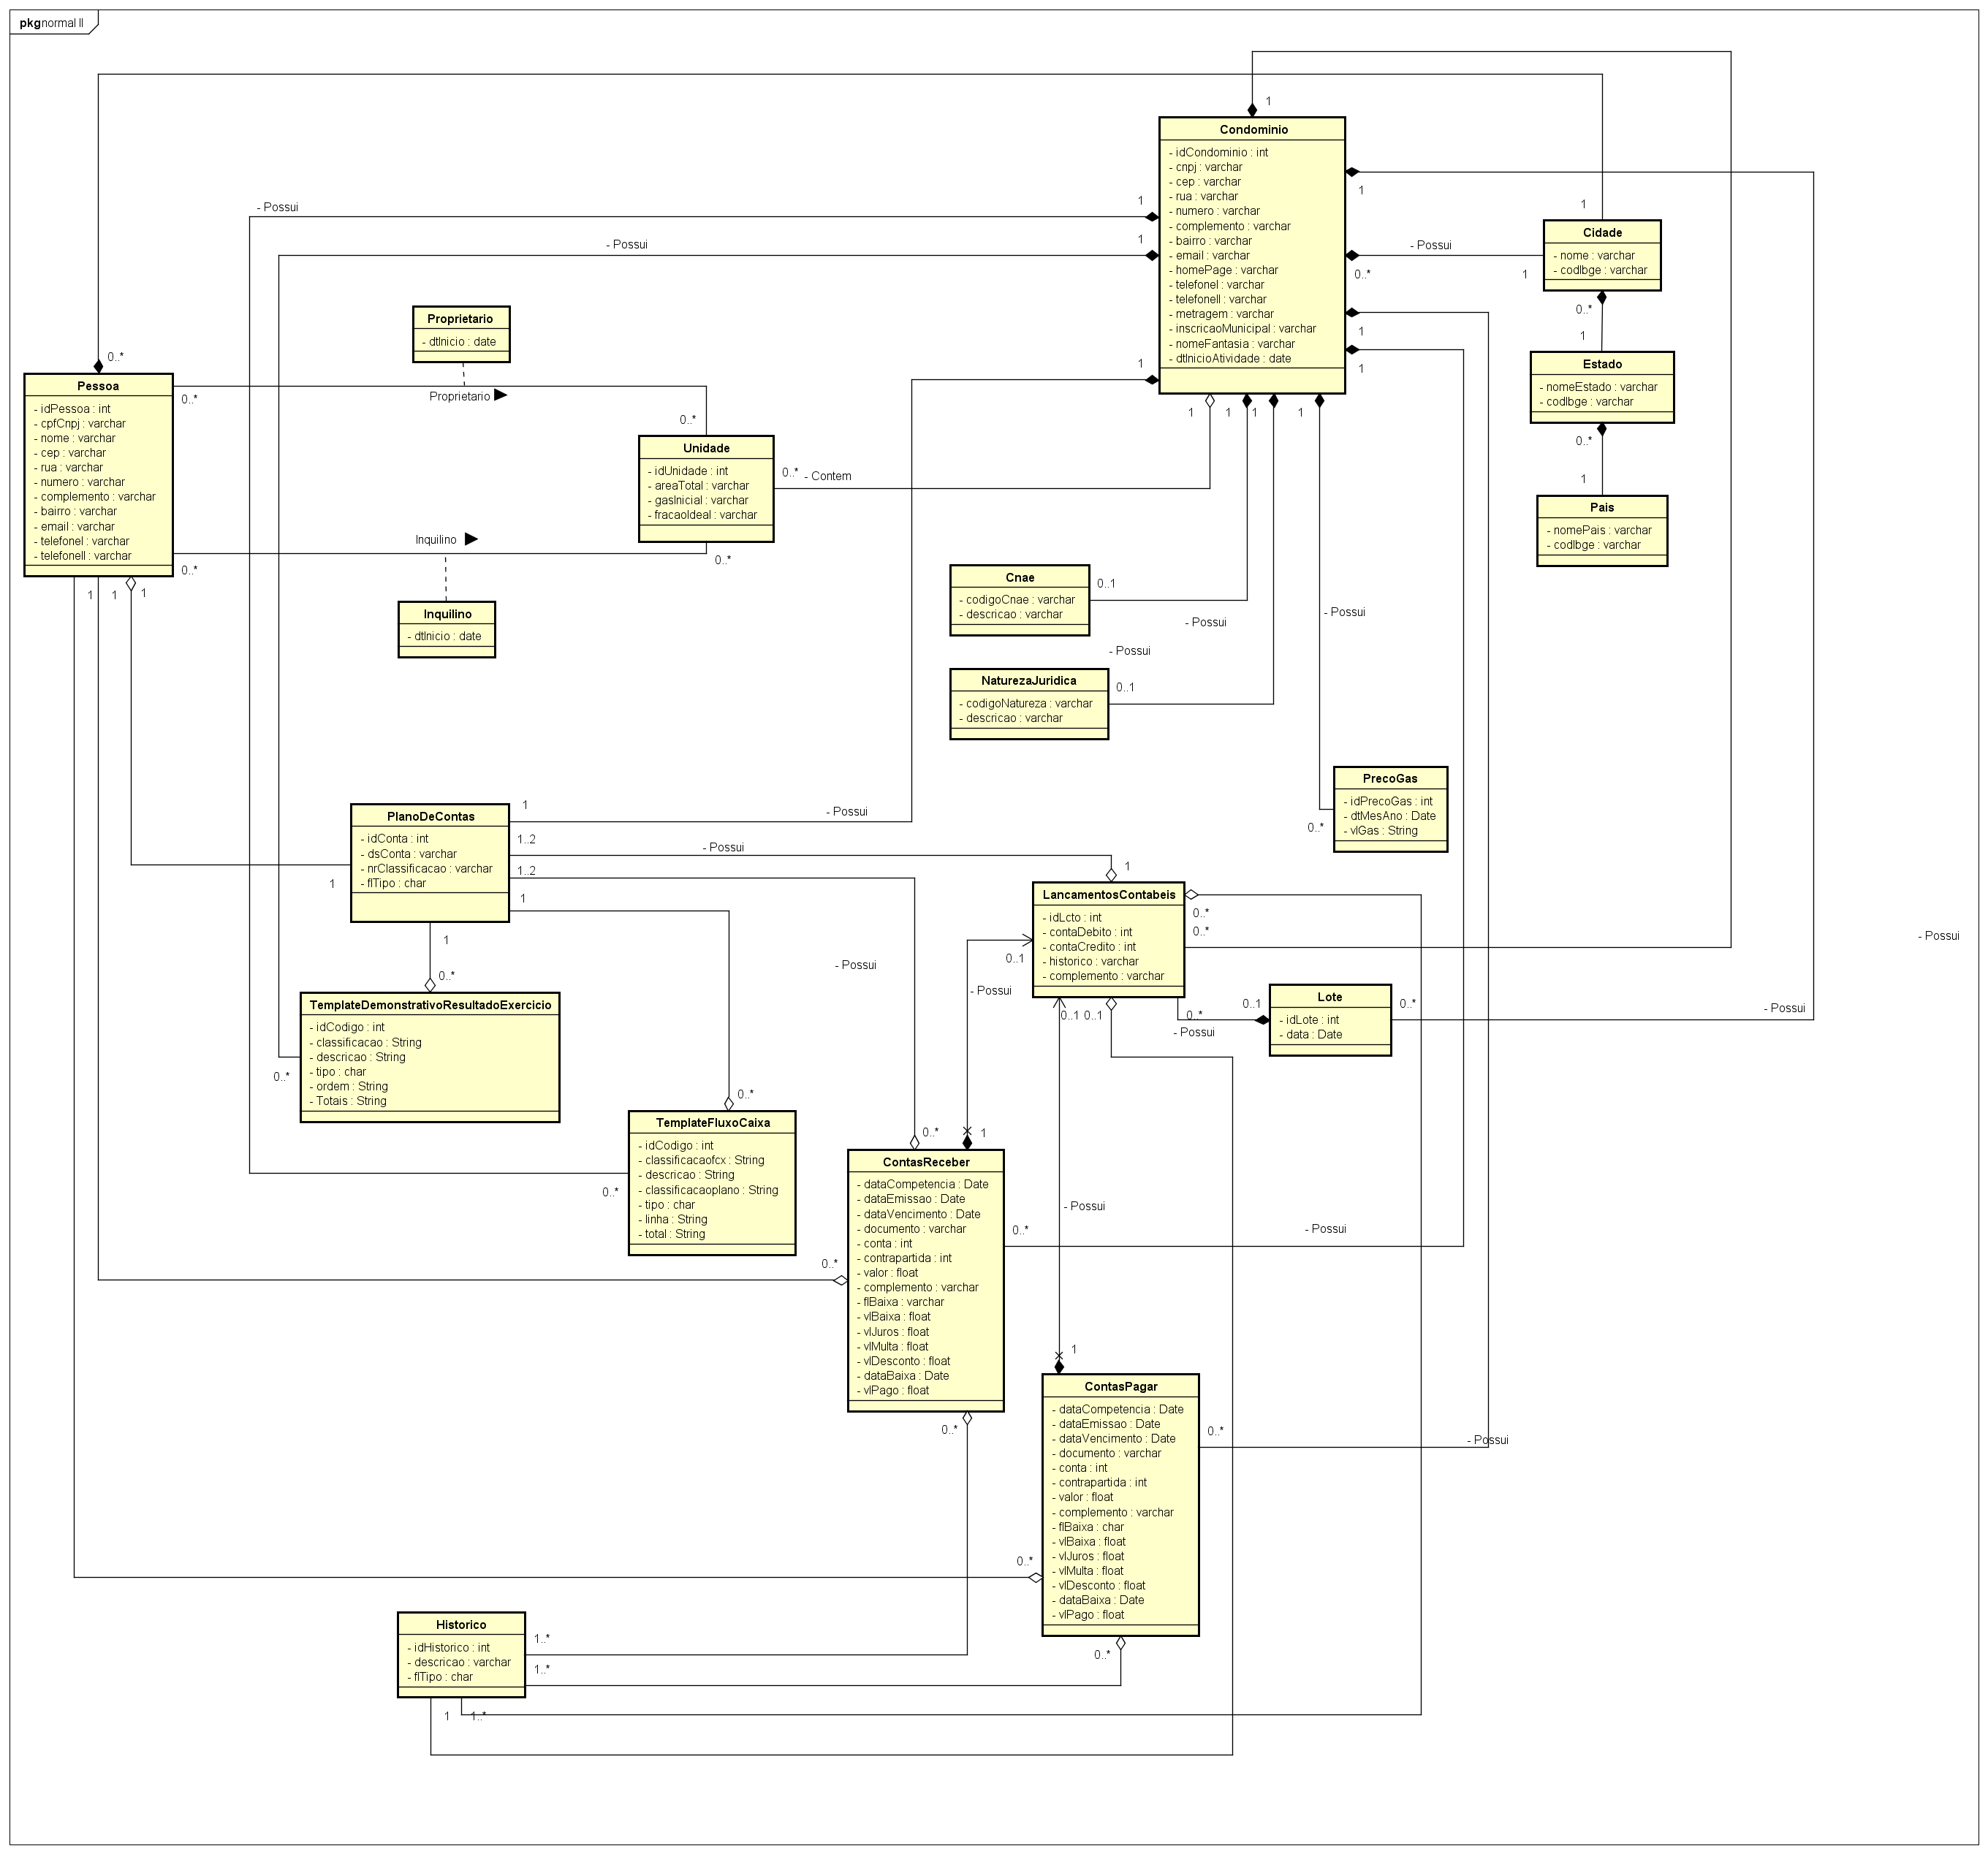 pkg normal II
1
Condominio
- idCondominio : int
- cnpj : varchar
- cep : varchar
- rua : varchar
- numero : varchar
- complemento : varchar
- bairro : varchar
- email : varchar
- homePage : varchar
- telefoneI : varchar
- telefoneII : varchar
- metragem : varchar
- inscricaoMunicipal : varchar
- nomeFantasia : varchar
- dtInicioAtividade : date
1
1
- Possui
1
- Possui
1
- Possui
0..*
1
1
1
1
1
Cidade
- nome : varchar
- codIbge : varchar
0..*
1
Estado
- nomeEstado : varchar
- codIbge : varchar
0..*
1
Pais
- nomePais : varchar
- codIbge : varchar
Proprietario
- dtInicio : date
Proprietario
0..*
0..*
0..*
Pessoa
- idPessoa : int
- cpfCnpj : varchar
- nome : varchar
- cep : varchar
- rua : varchar
- numero : varchar
- complemento : varchar
- bairro : varchar
- email : varchar
- telefoneI : varchar
- telefoneII : varchar
1
1
1
Unidade
- idUnidade : int
- areaTotal : varchar
- gasInicial : varchar
- fracaoIdeal : varchar
0..*
- Contem
1
1
1
1
Inquilino
0..*
0..*
Inquilino
- dtInicio : date
Cnae
- codigoCnae : varchar
- descricao : varchar
0..1
- Possui
- Possui
- Possui
NaturezaJuridica
- codigoNatureza : varchar
- descricao : varchar
0..1
PrecoGas
- idPrecoGas : int
- dtMesAno : Date
- vlGas : String
0..*
PlanoDeContas
- idConta : int
- dsConta : varchar
- nrClassificacao : varchar
- flTipo : char
1
- Possui
1..2
- Possui
1
1..2
1
1
1
0..*
LancamentosContabeis
- idLcto : int
- contaDebito : int
- contaCredito : int
- historico : varchar
- complemento : varchar
0..*
0..*
- Possui
0..1
- Possui
- Possui
0..1
0..1
0..*
0..1
- Possui
Lote
- idLote : int
- data : Date
0..*
- Possui
TemplateDemonstrativoResultadoExercicio
- idCodigo : int
- classificacao : String
- descricao : String
- tipo : char
- ordem : String
- Totais : String
0..*
0..*
TemplateFluxoCaixa
- idCodigo : int
- classificacaofcx : String
- descricao : String
- classificacaoplano : String
- tipo : char
- linha : String
- total : String
0..*
0..*
1
ContasReceber
- dataCompetencia : Date
- dataEmissao : Date
- dataVencimento : Date
- documento : varchar
- conta : int
- contrapartida : int
- valor : float
- complemento : varchar
- flBaixa : varchar
- vlBaixa : float
- vlJuros : float
- vlMulta : float
- vlDesconto : float
- dataBaixa : Date
- vlPago : float
0..*
- Possui
- Possui
0..*
0..*
1
ContasPagar
- dataCompetencia : Date
- dataEmissao : Date
- dataVencimento : Date
- documento : varchar
- conta : int
- contrapartida : int
- valor : float
- complemento : varchar
- flBaixa : char
- vlBaixa : float
- vlJuros : float
- vlMulta : float
- vlDesconto : float
- dataBaixa : Date
- vlPago : float
0..*
- Possui
0..*
0..*
Historico
- idHistorico : int
- descricao : varchar
- flTipo : char
1..*
1..*
1
1..*